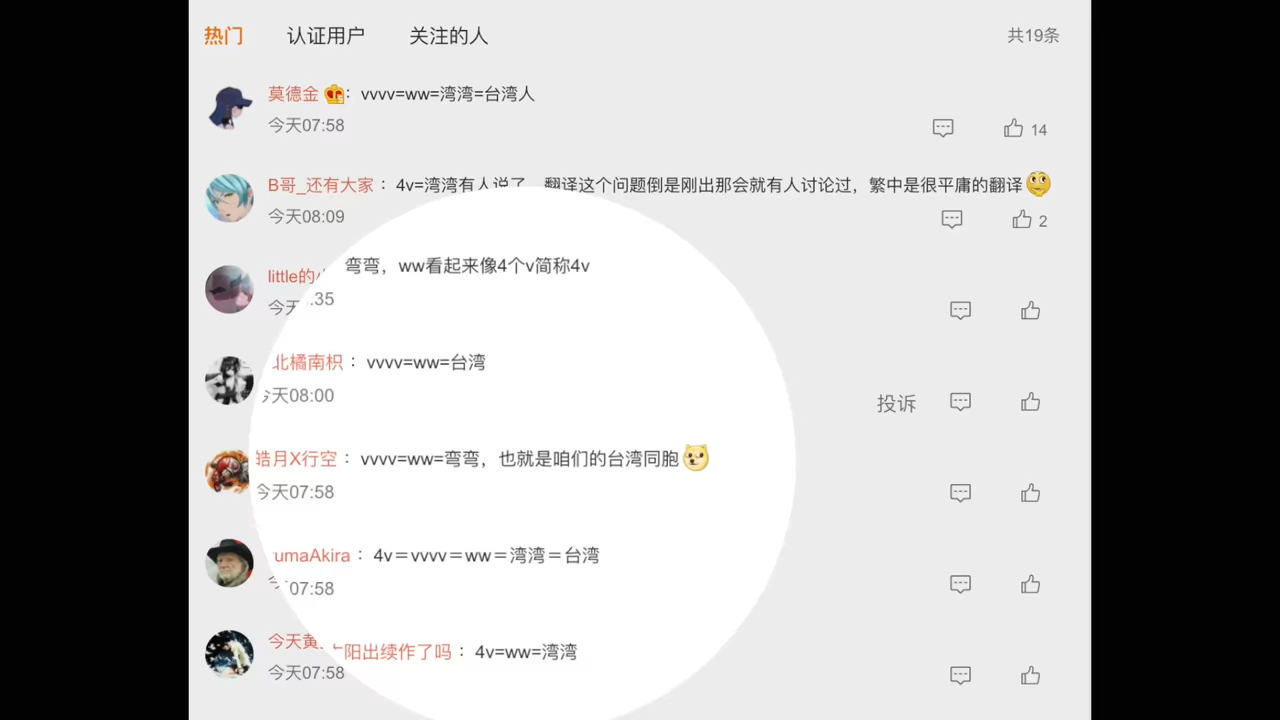 热门 认证用户 关注的人 共19条
莫德金：vvvv=ww=湾湾=台湾人
今天07:58 14
B哥_还有大家：4v=湾湾有人说了，翻译这个问题倒是刚出那会就有人讨论过，繁中是很平庸的翻译
今天08:09 2
little的 弯弯，ww看起来像4个v简称4v
今天 35
北橘南枳：vvvv=ww=台湾
今天08:00
投诉
皓月X行空：vvvv=ww=弯弯，也就是咱们的台湾同胞
今天07:58
umaAkira：4v＝vvvv＝ww＝湾湾＝台湾
07:58
今天黄 阳出续作了吗：4v=ww=湾湾
今天07:58